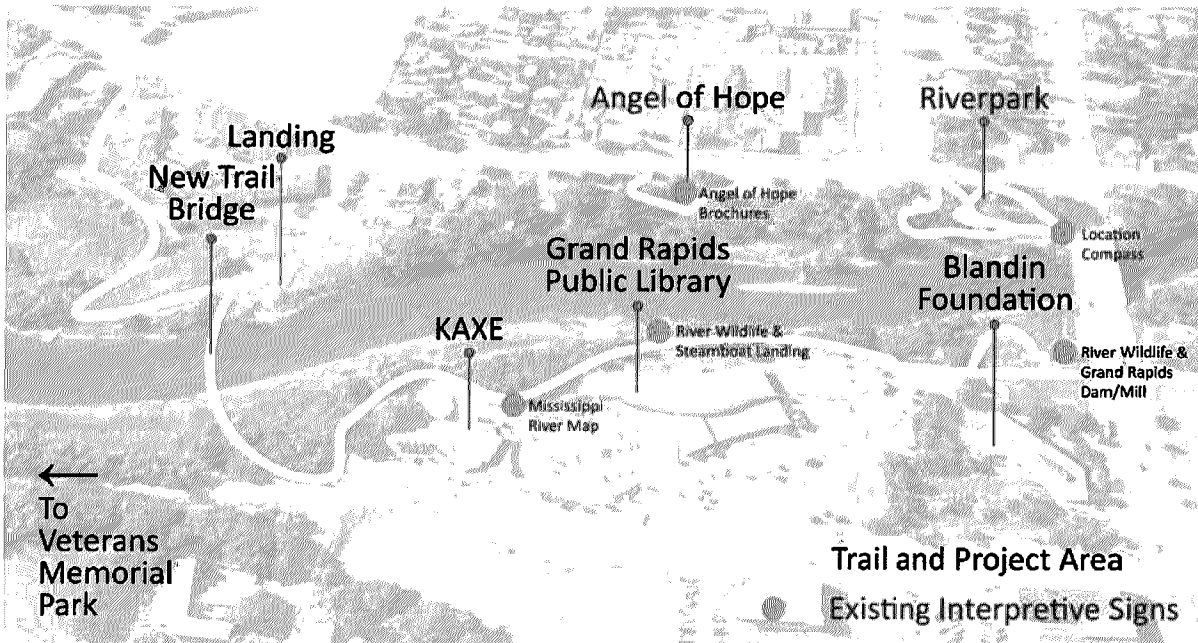 Angel of Hope
Riverpark
Landing
New Trail
Bridge
Angel of Hope
Brochures
Location
Compass
Grand Rapids
Public Library
Blandin
Foundation
KAXE
River Wildlife &
Steamboat Landing
River Wildlife &
Grand Rapids
Dam/Mill
Mississippi
River Map
To
Veterans
Memorial
Park
Trail and Project Area
Existing Interpretive Signs